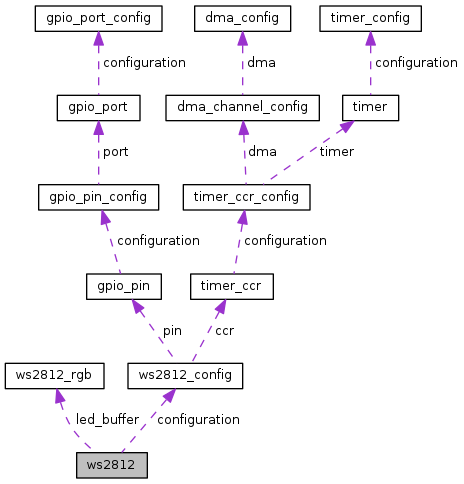 gpio_port_config
dma_config
timer_config
configuration
dma
configuration
gpio_port
dma_channel_config
timer
port
dma
timer
gpio_pin_config
timer_ccr_config
configuration
configuration
gpio_pin
timer_ccr
pin
ccr
ws2812_rgb
ws2812_config
led_buffer
configuration
ws2812